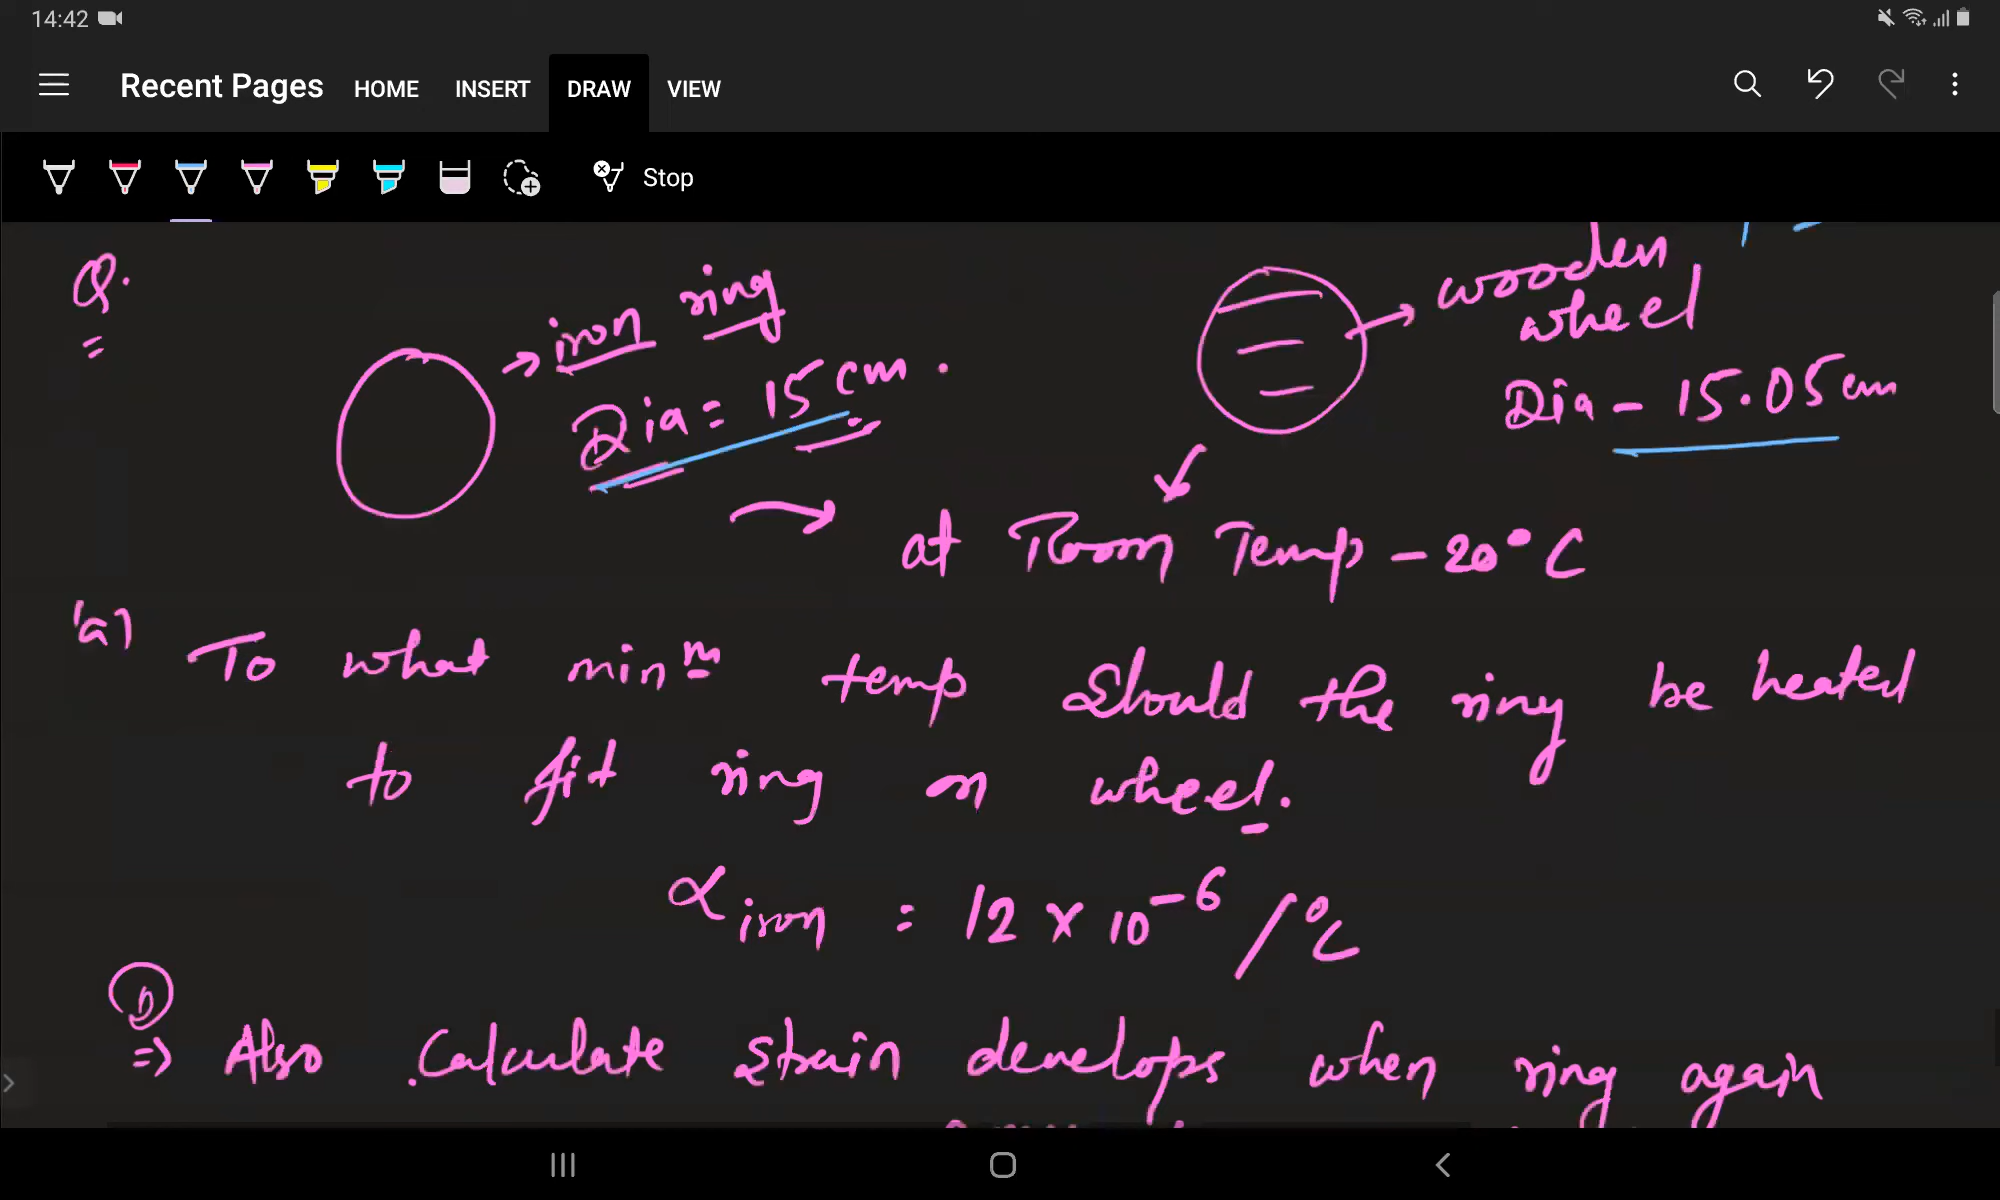 14:42
Recent Pages HOME INSERT DRAW VIEW
Stop
Q.
iron ring
Dia = 15 cm.
wooden
wheel
Dia - 15.05 cm
at Room Temp - 20°C
(a) To what minm temp should the ring be heated
to fit ring on wheel.
α iron = 12 × 10-6 /°C
⇒ Also Calculate strain develops when ring again